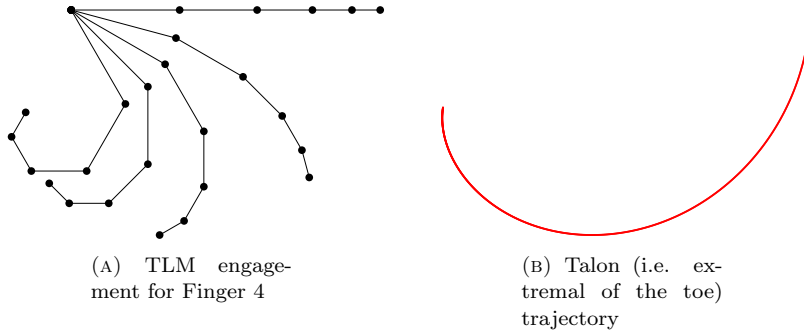 (A) TLM engage-
ment for Finger 4
(B) Talon (i.e. ex-
tremal of the toe)
trajectory